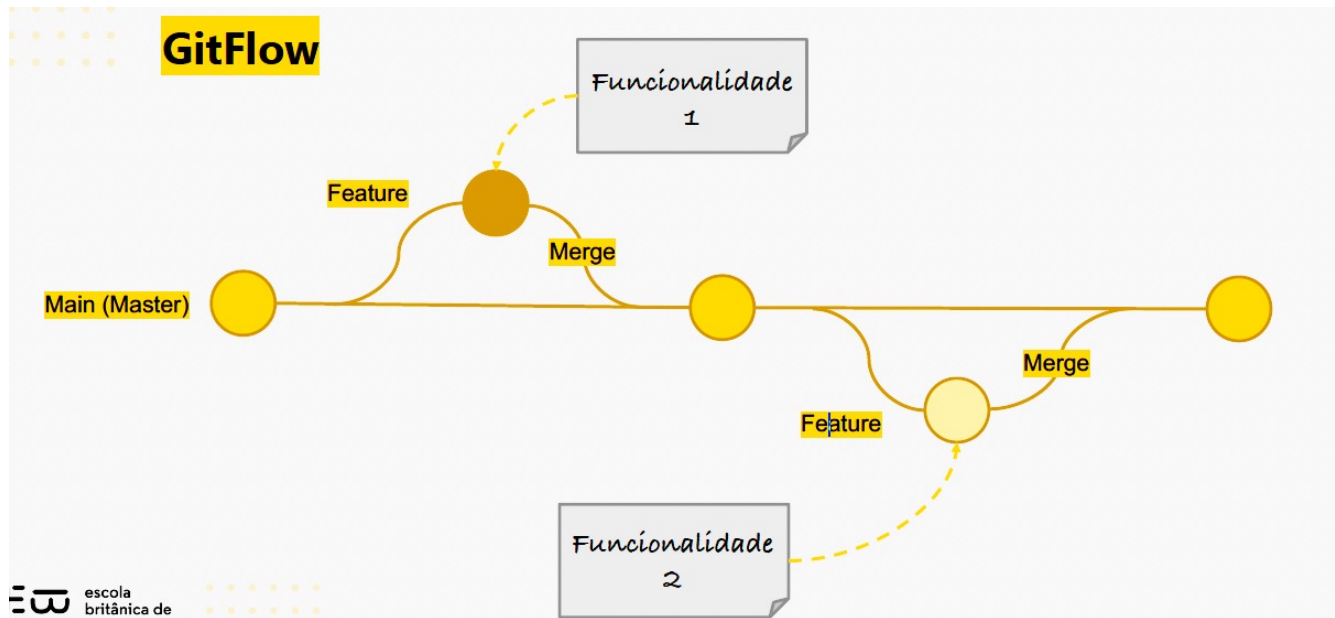 GitFlow
Funcionalidade
1
Feature
Merge
Main (Master)
Merge
Feature
Funcionalidade
2
escola
britânica de